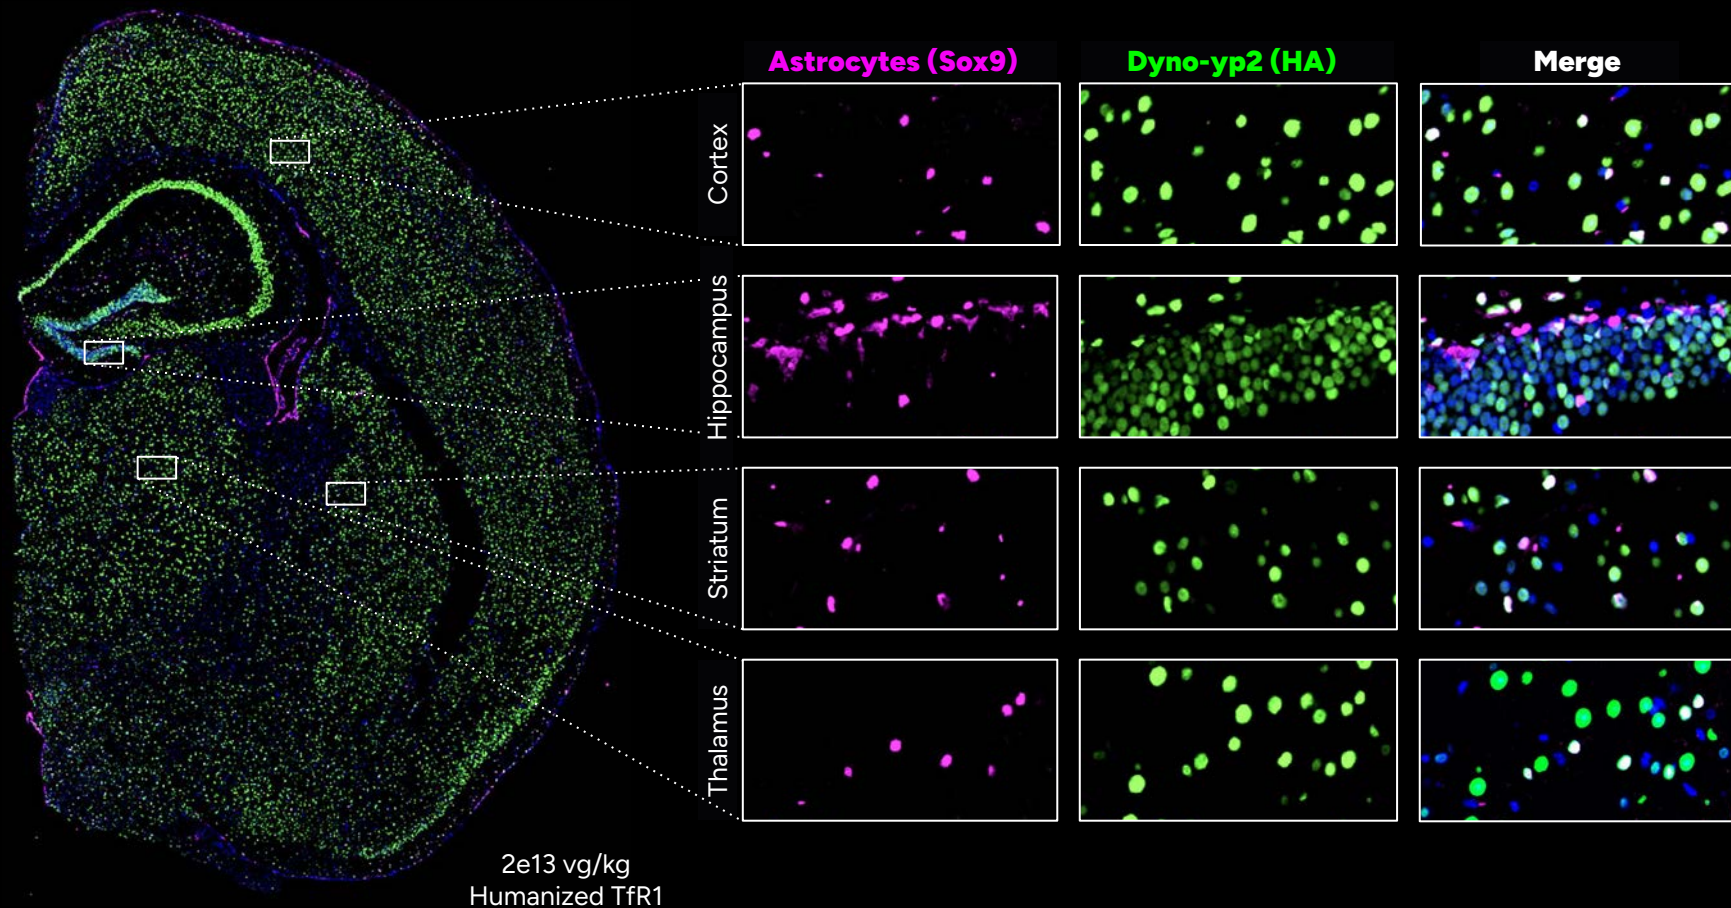 Astrocytes (Sox9)
Dyno-yp2 (HA)
Merge
Cortex
Hippocampus
Striatum
Thalamus
2e13 vg/kg
Humanized TfR1